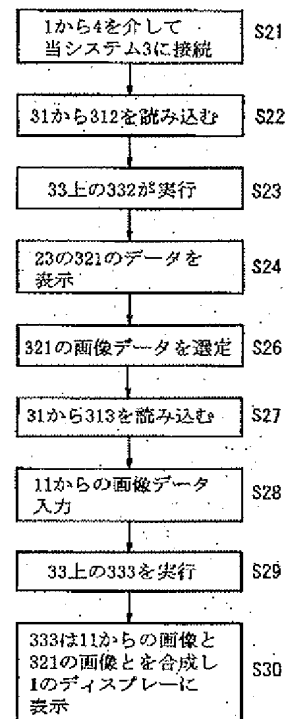 1から4を介して
当システム3に接続
S21
31から312を読み込む
S22
33上の332が実行
S23
23の321のデータを
表示
S24
321の画像データを選定
S26
31から313を読み込む
S27
11からの画像データ
入力
S28
33上の333を実行
S29
333は11からの画像と
321の画像とを合成し
1のディスプレーに
表示
S30